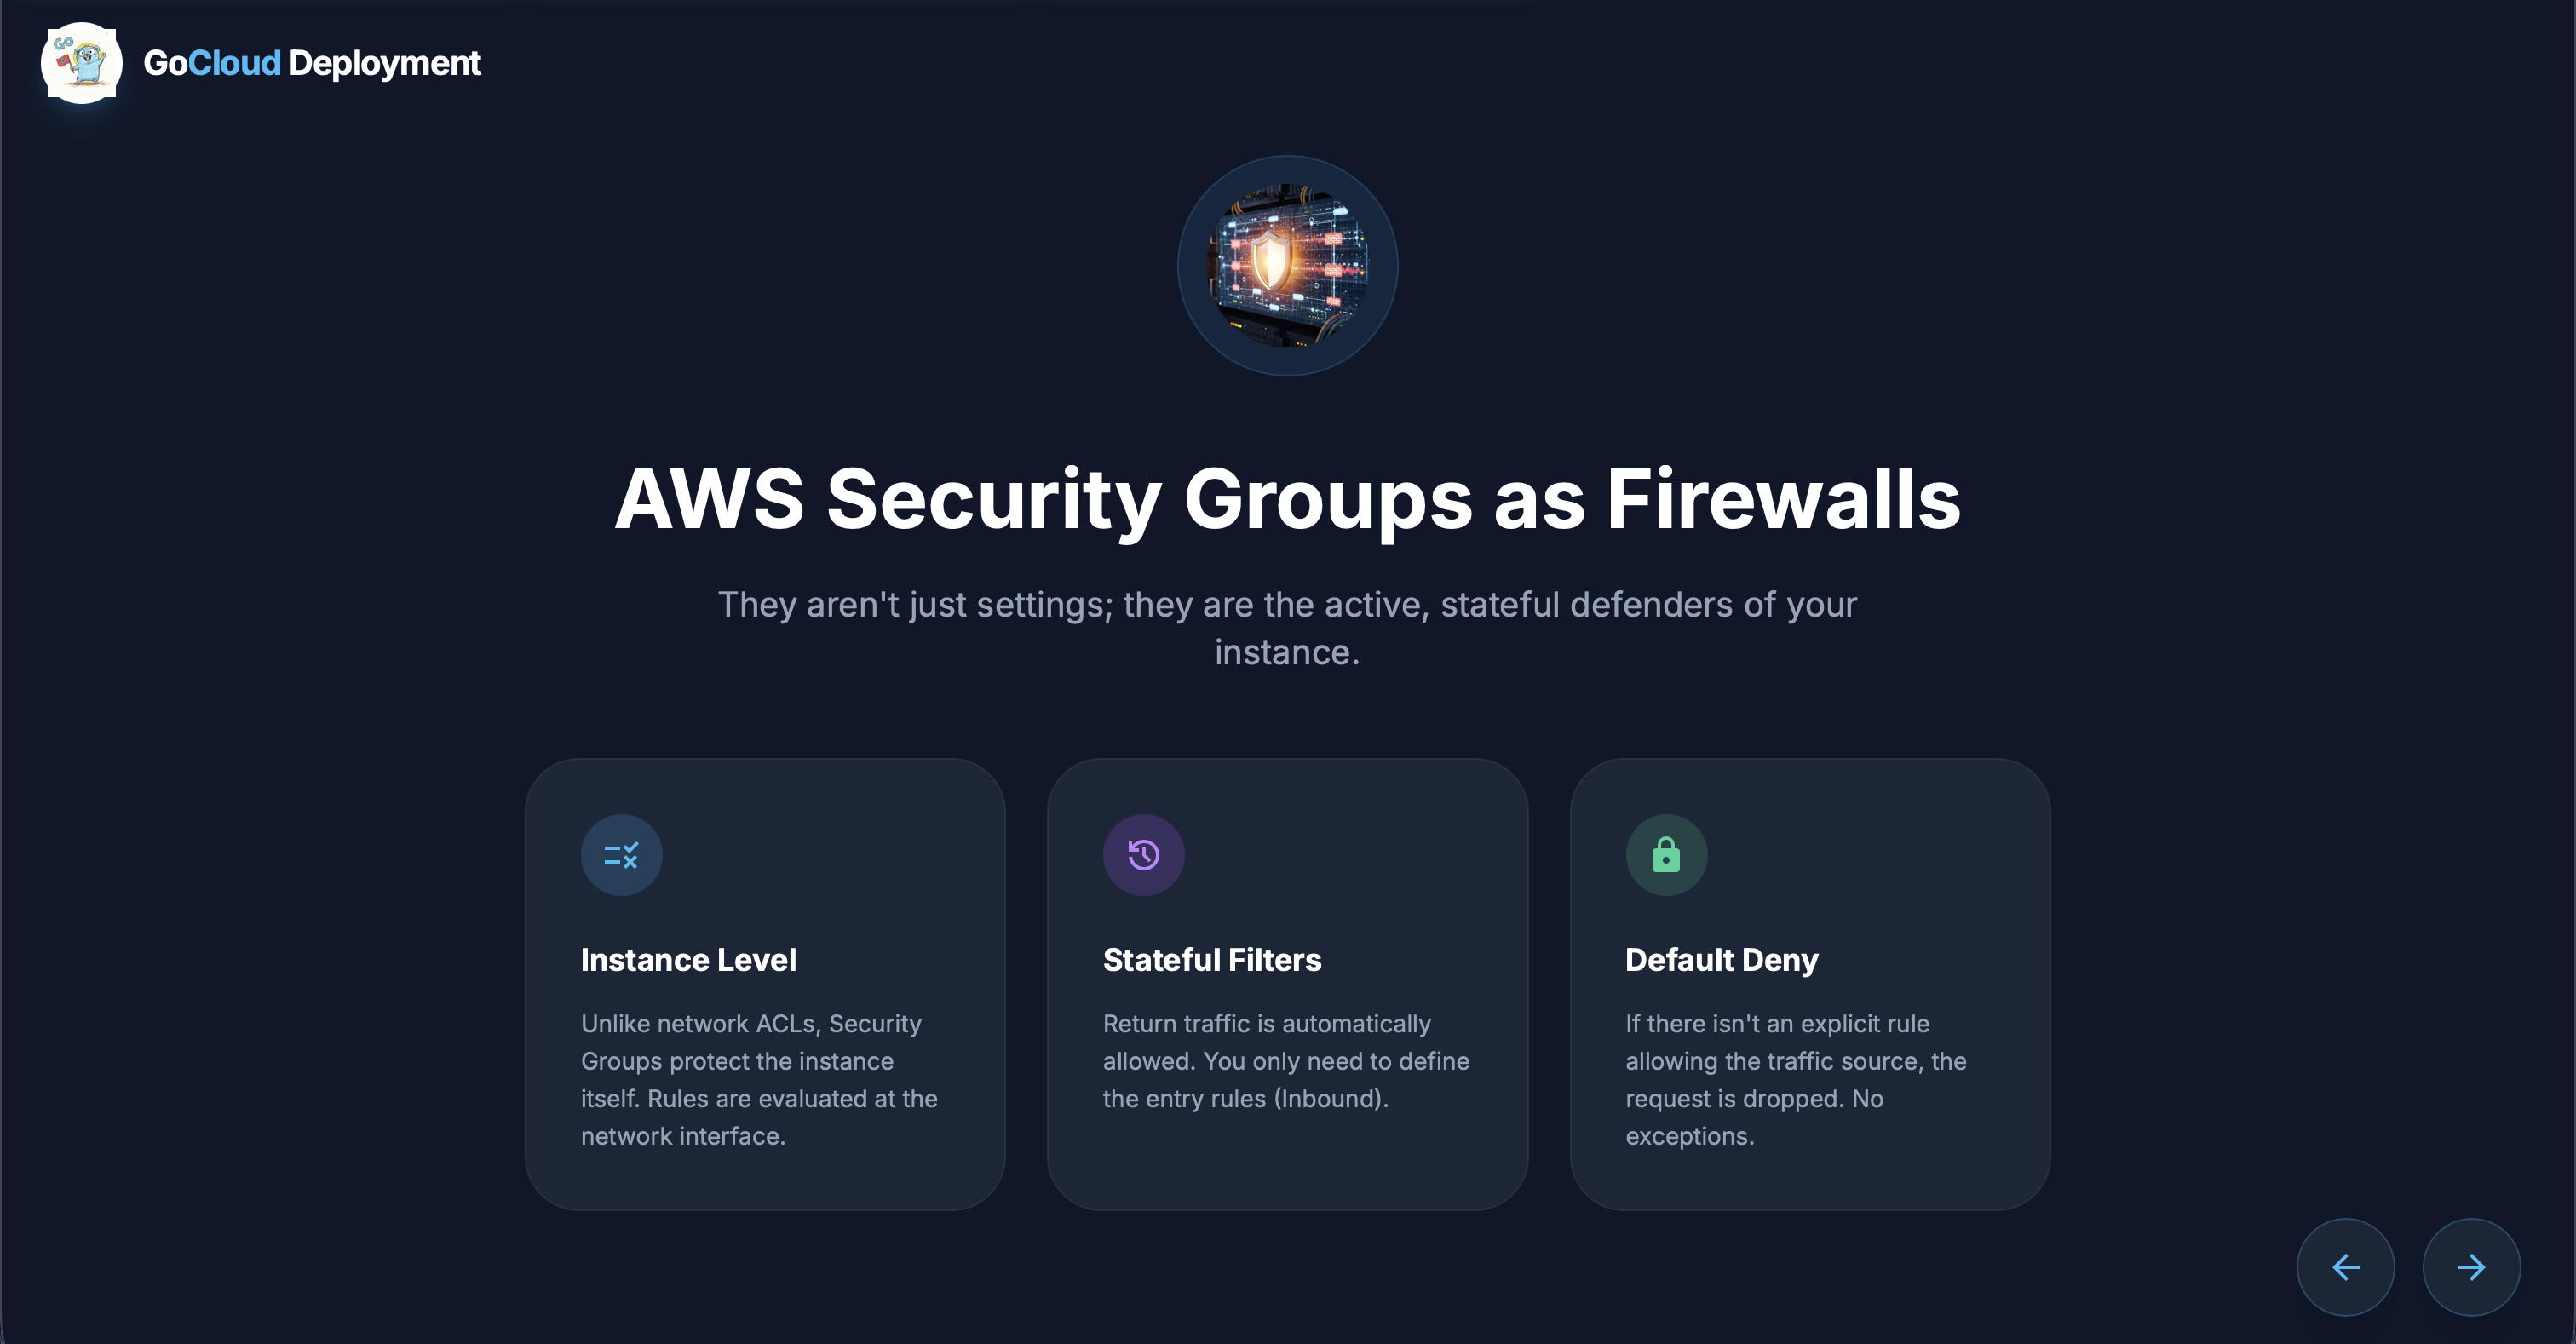 GO
GoCloud Deployment
AWS Security Groups as Firewalls
They aren't just settings; they are the active, stateful defenders of your
instance.
Instance Level
Unlike network ACLs, Security
Groups protect the instance
itself. Rules are evaluated at the
network interface.
Stateful Filters
Return traffic is automatically
allowed. You only need to define
the entry rules (Inbound).
Default Deny
If there isn't an explicit rule
allowing the traffic source, the
request is dropped. No
exceptions.